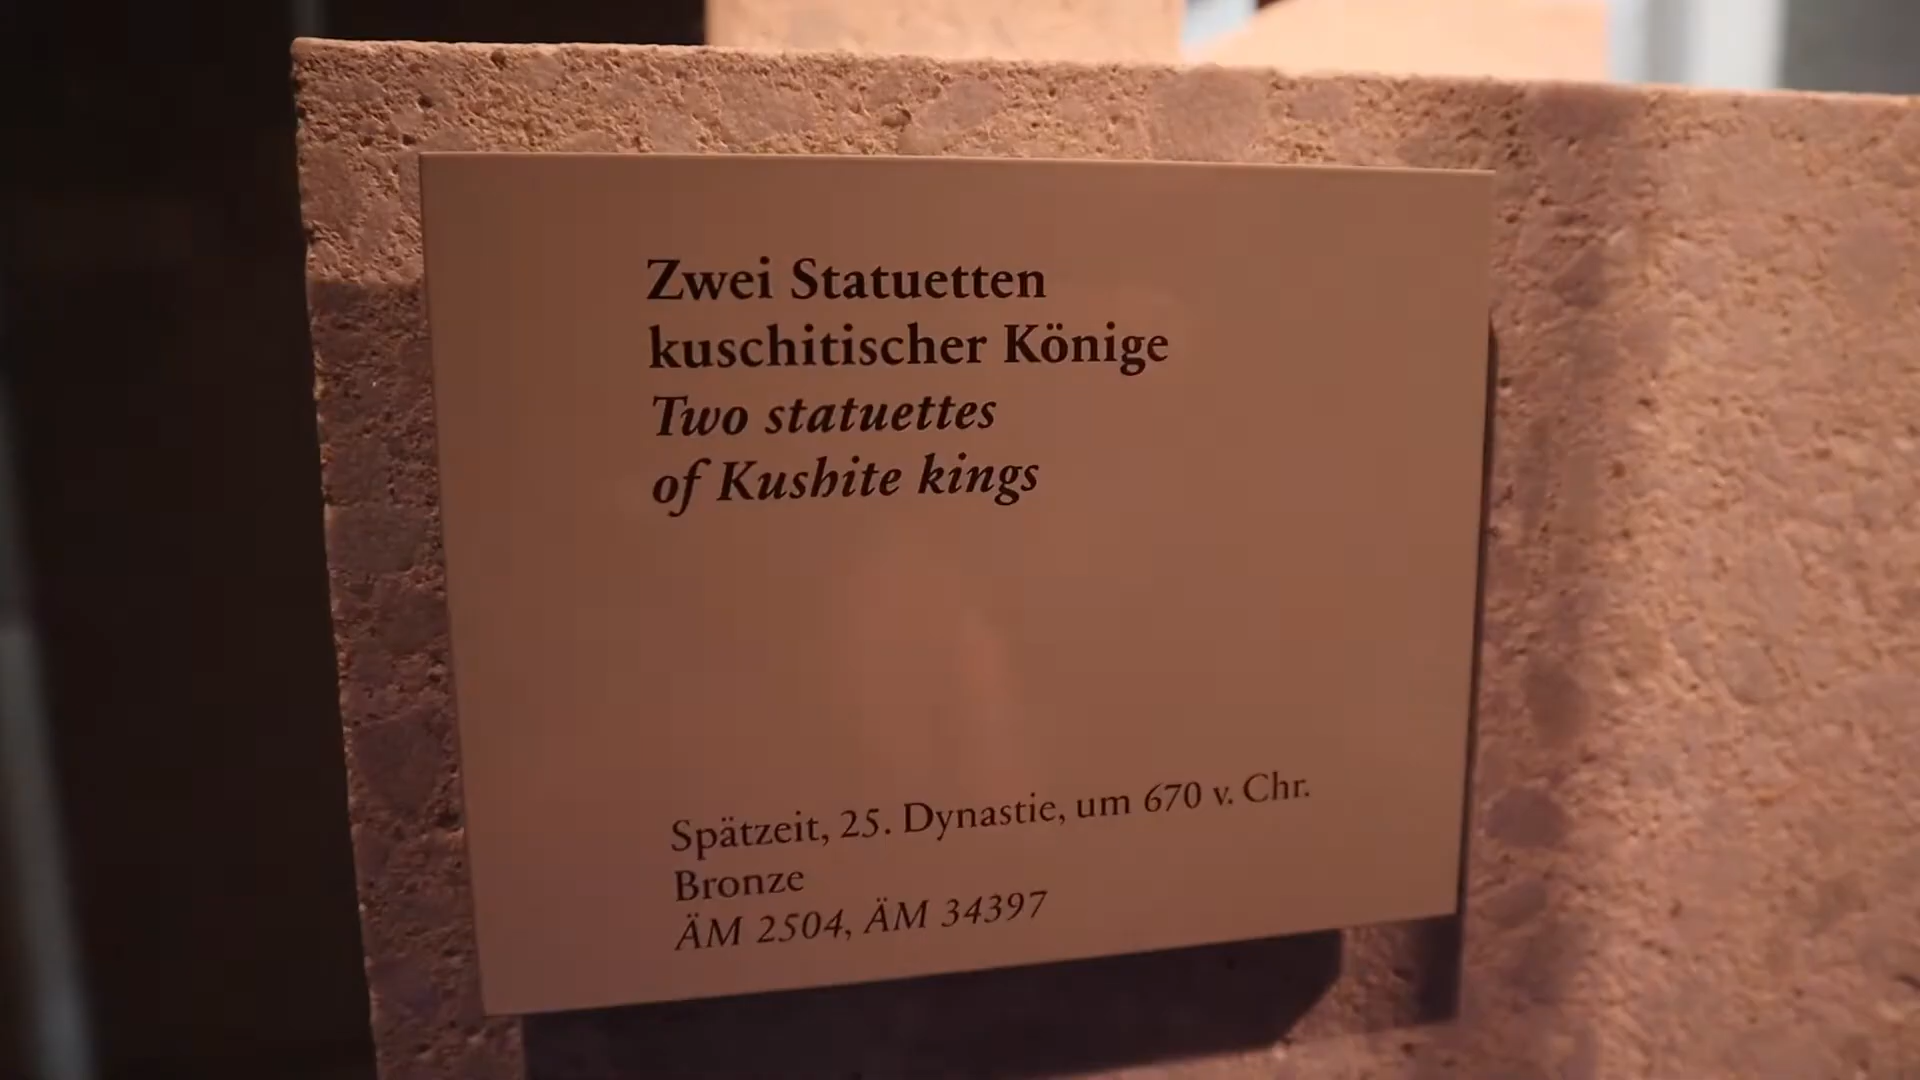 Zwei Statuetten
kuschitischer Könige
Two statuettes
of Kushite kings
Spätzeit, 25. Dynastie, um 670 v. Chr.
Bronze
ÄM 2504, ÄM 34397